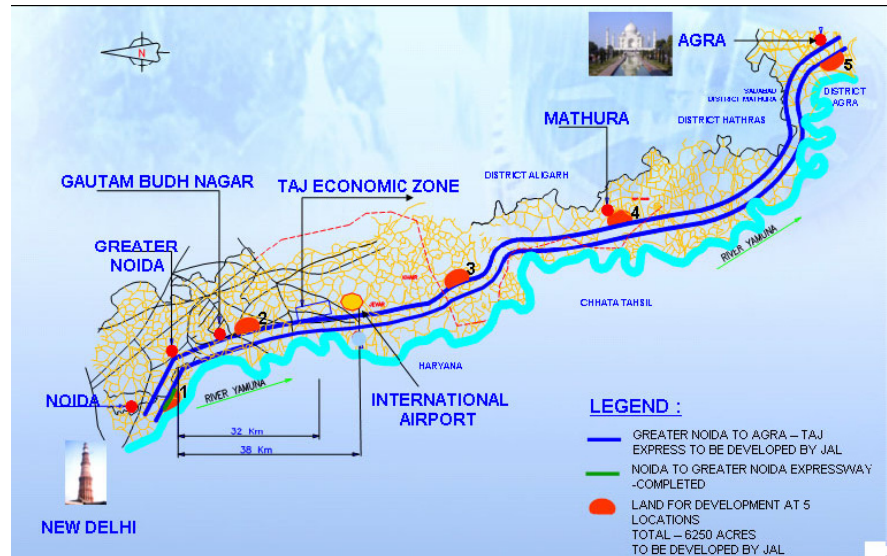 N
AGRA
5
SADABAD
DISTRICT MATHURA
DISTRICT
AGRA
DISTRICT HATHRAS
MATHURA
4
DISTRICT ALIGARH
GAUTAM BUDH NAGAR
TAJ ECONOMIC ZONE
RIVER YAMUNA
GREATER
NOIDA
3
KHAIR
JEWAR
CHHATA TAHSIL
2
HARYANA
1
NOIDA
RIVER YAMUNA
INTERNATIONAL
AIRPORT
32 Km
38 Km
NEW DELHI
LEGEND :
GREATER NOIDA TO AGRA – TAJ
EXPRESS TO BE DEVELOPED BY JAL
NOIDA TO GREATER NOIDA EXPRESSWAY
-COMPLETED
LAND FOR DEVELOPMENT AT 5
LOCATIONS
TOTAL – 6250 ACRES
TO BE DEVELOPED BY JAL